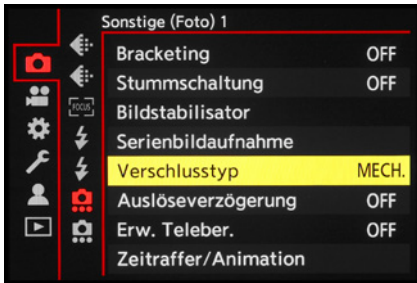 Sonstige (Foto) 1
Bracketing OFF
Stummschaltung OFF
FOCUS
Bildstabilisator
Serienbildaufnahme
Verschlusstyp MECH.
Auslöseverzögerung OFF
Erw. Teleber. OFF
Zeitraffer/Animation